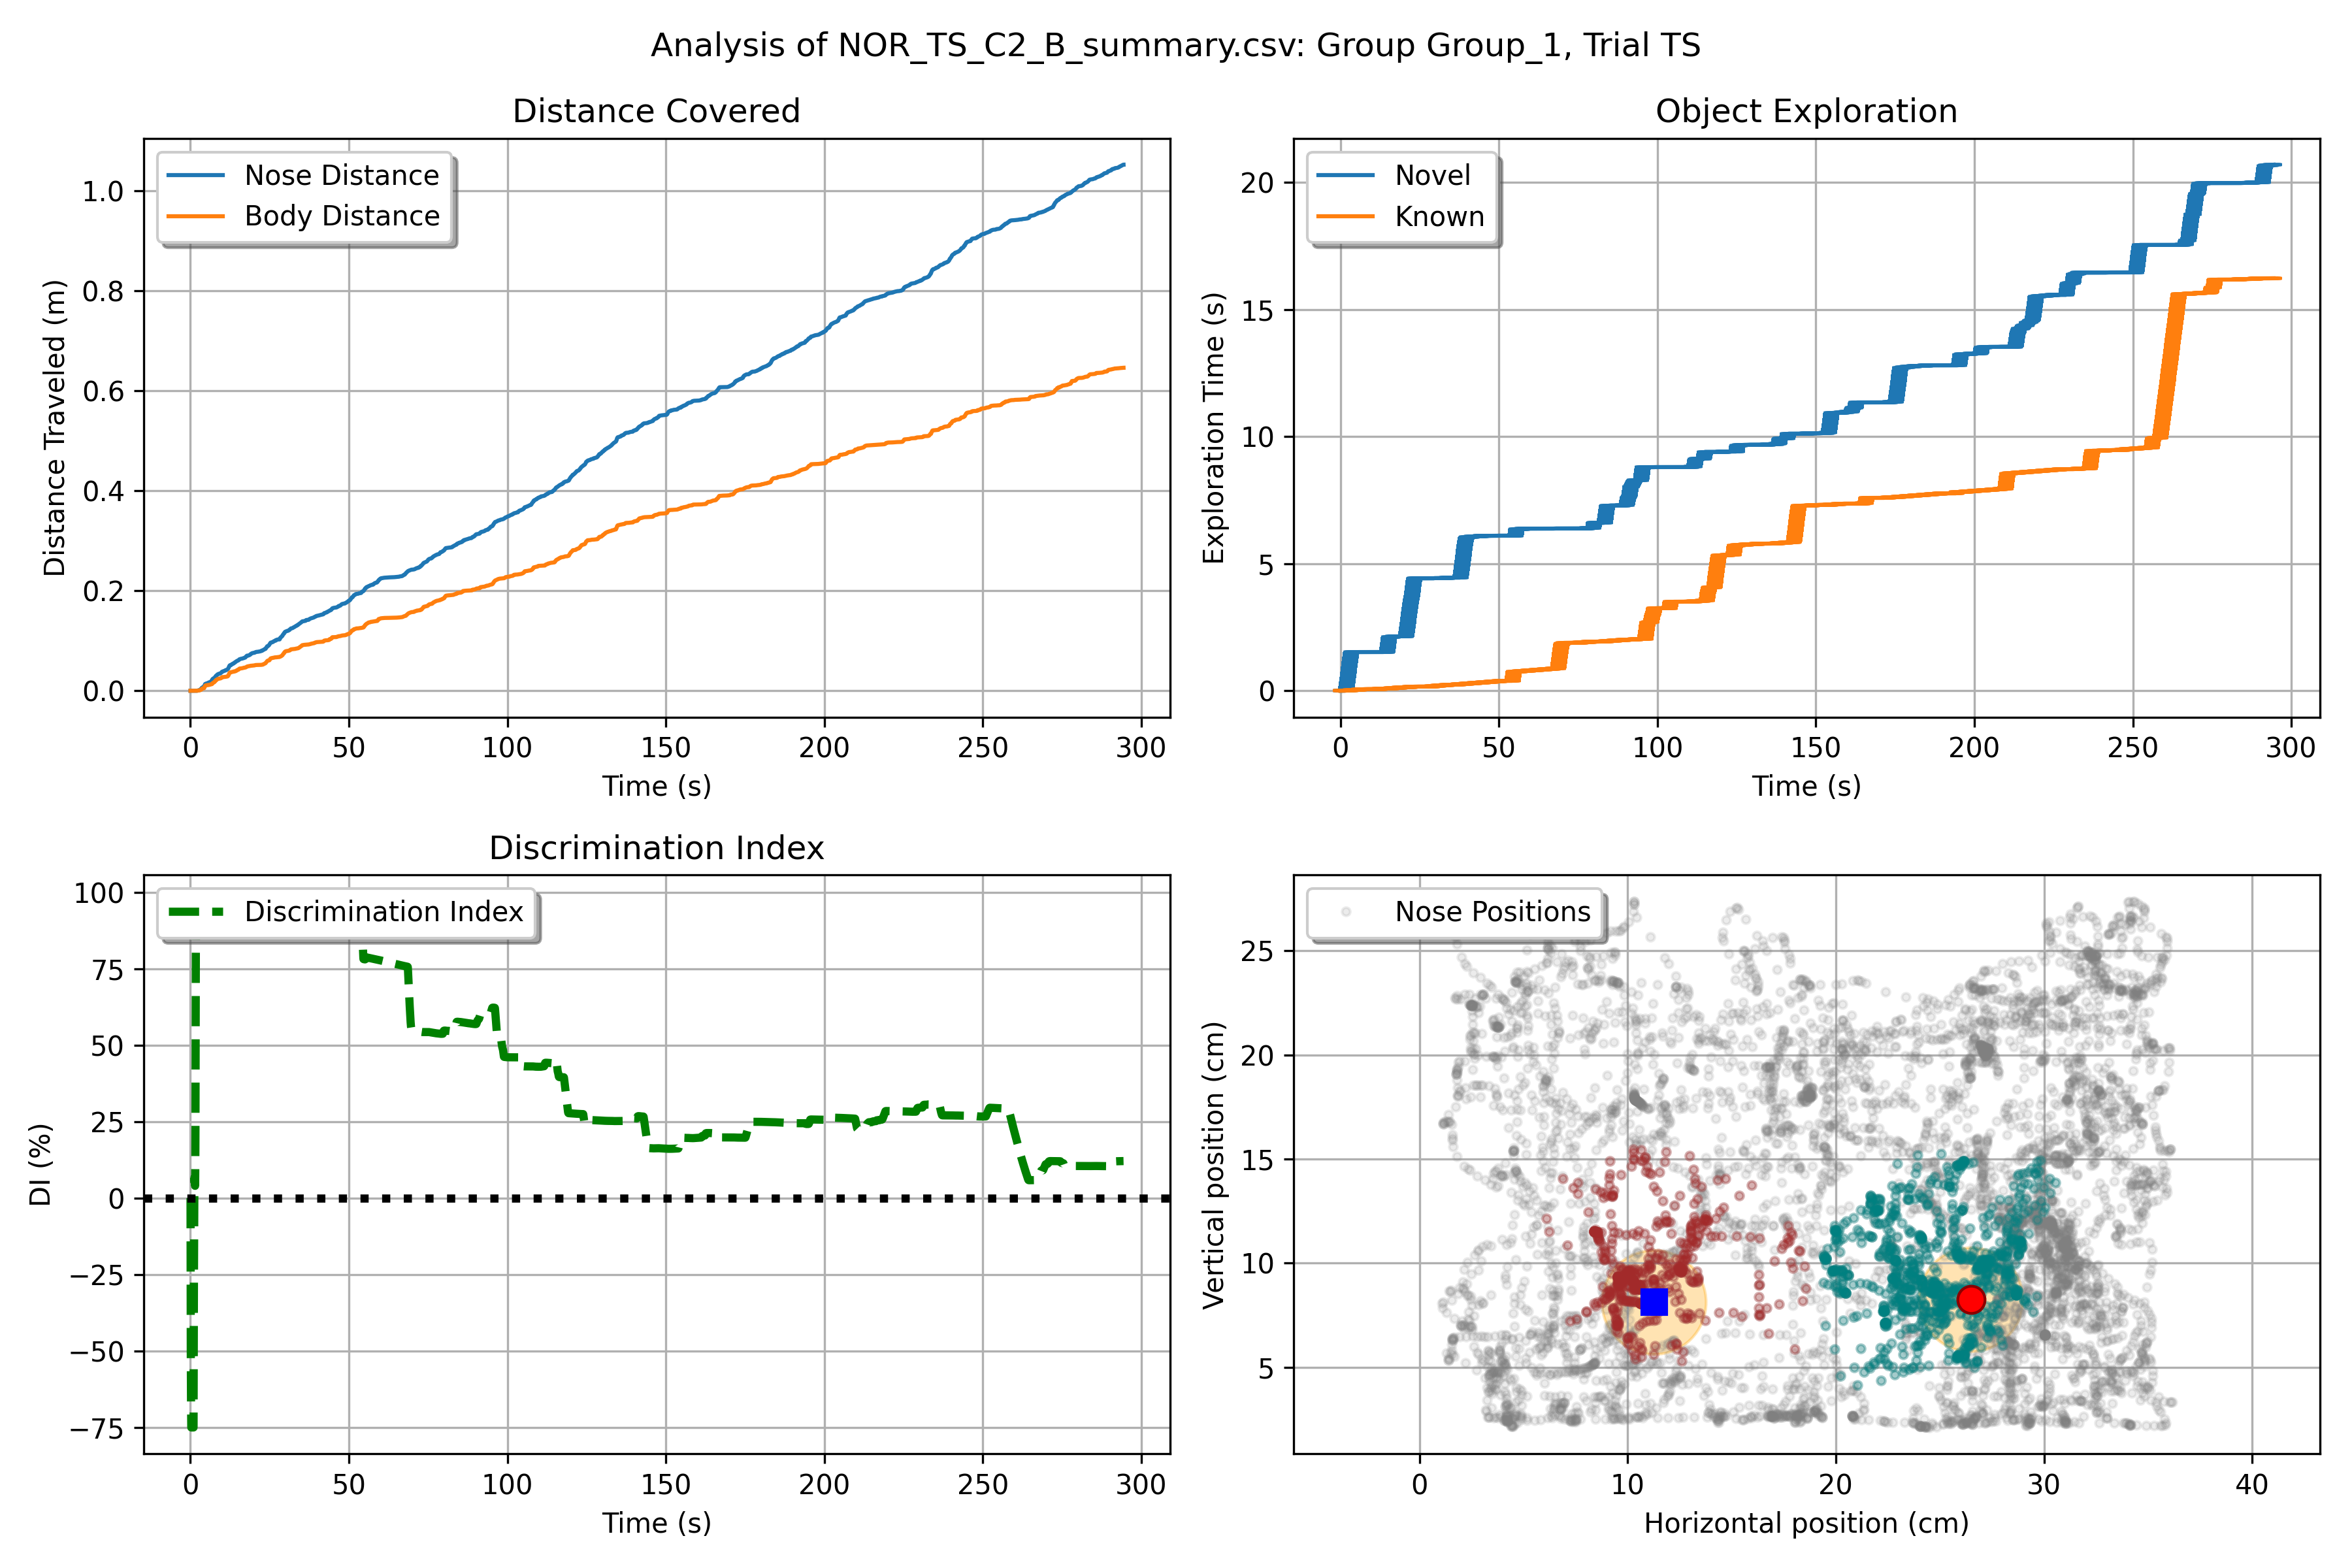 Analysis of NOR_TS_C2_B_summary.csv: Group Group_1, Trial TS
Distance Covered
Nose Distance
Body Distance
Distance Traveled (m)
1.0
0.8
0.6
0.4
0.2
0.0
0 50 100 150 200 250 300
Time (s)
Object Exploration
Novel
Known
Exploration Time (s)
20
15
10
5
0
0 50 100 150 200 250 300
Time (s)
Discrimination Index
Discrimination Index
DI (%)
100
75
50
25
0
−25
−50
−75
0 50 100 150 200 250 300
Time (s)
Nose Positions
Vertical position (cm)
25
20
15
10
5
0 10 20 30 40
Horizontal position (cm)